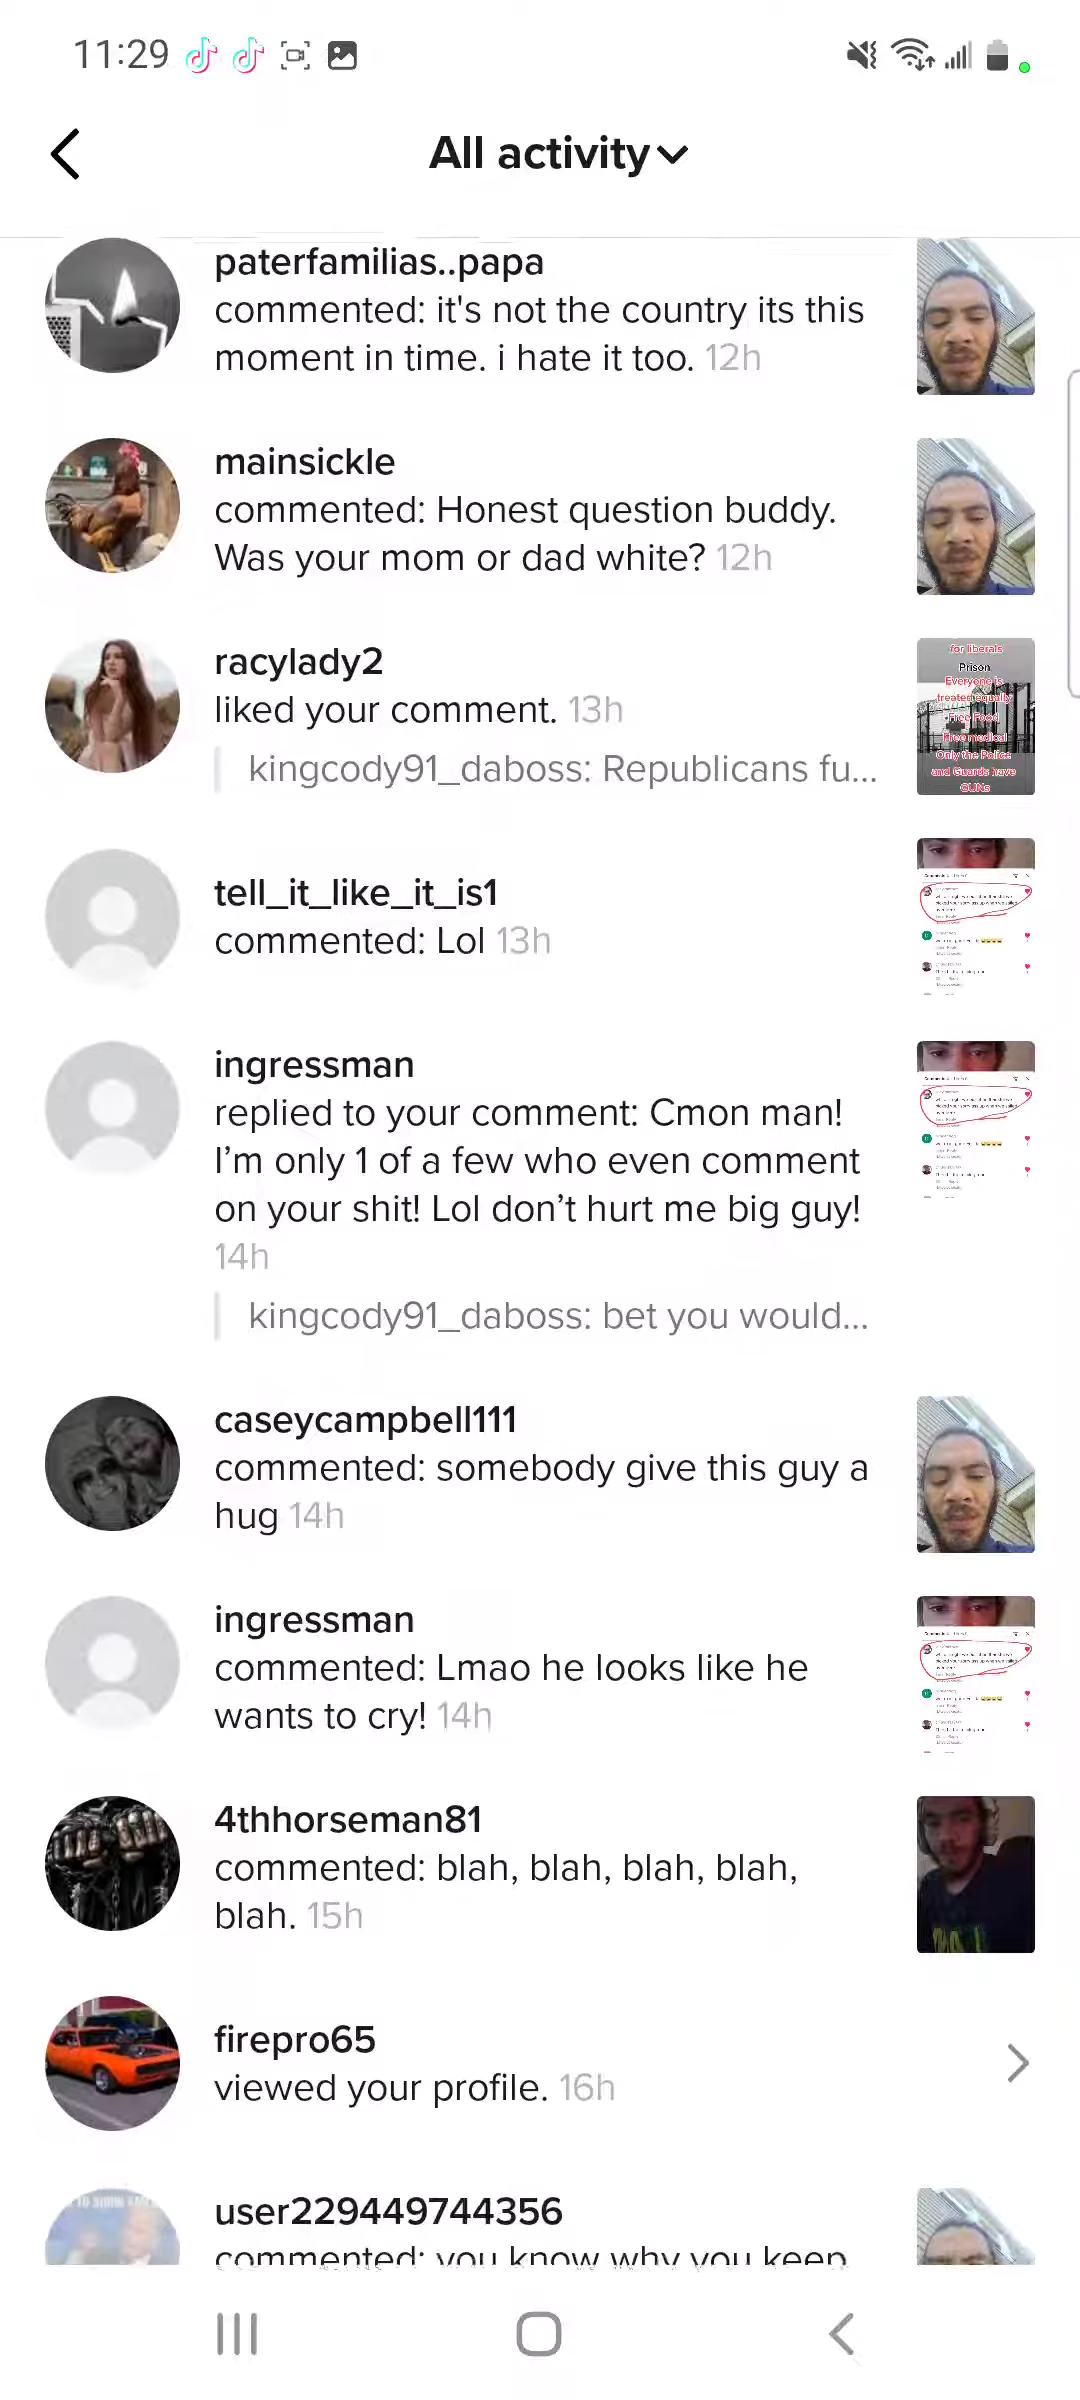 11:29
All activity
paterfamilias..papa
commented: it's not the country its this
moment in time. i hate it too. 12h
mainsickle
commented: Honest question buddy.
Was your mom or dad white? 12h
racylady2
liked your comment. 13h
kingcody91_daboss: Republicans fu...
for liberals
Prison
Everyone is
treated equally
Free Food
Free medical
Only the Police
and Guards have
GUNs
tell_it_like_it_is1
commented: Lol 13h
ingressman
replied to your comment: Cmon man!
I’m only 1 of a few who even comment
on your shit! Lol don’t hurt me big guy!
14h
kingcody91_daboss: bet you would...
caseycampbell111
commented: somebody give this guy a
hug 14h
ingressman
commented: Lmao he looks like he
wants to cry! 14h
4thhorseman81
commented: blah, blah, blah, blah,
blah. 15h
firepro65
viewed your profile. 16h
user229449744356
commented: you know why you keep